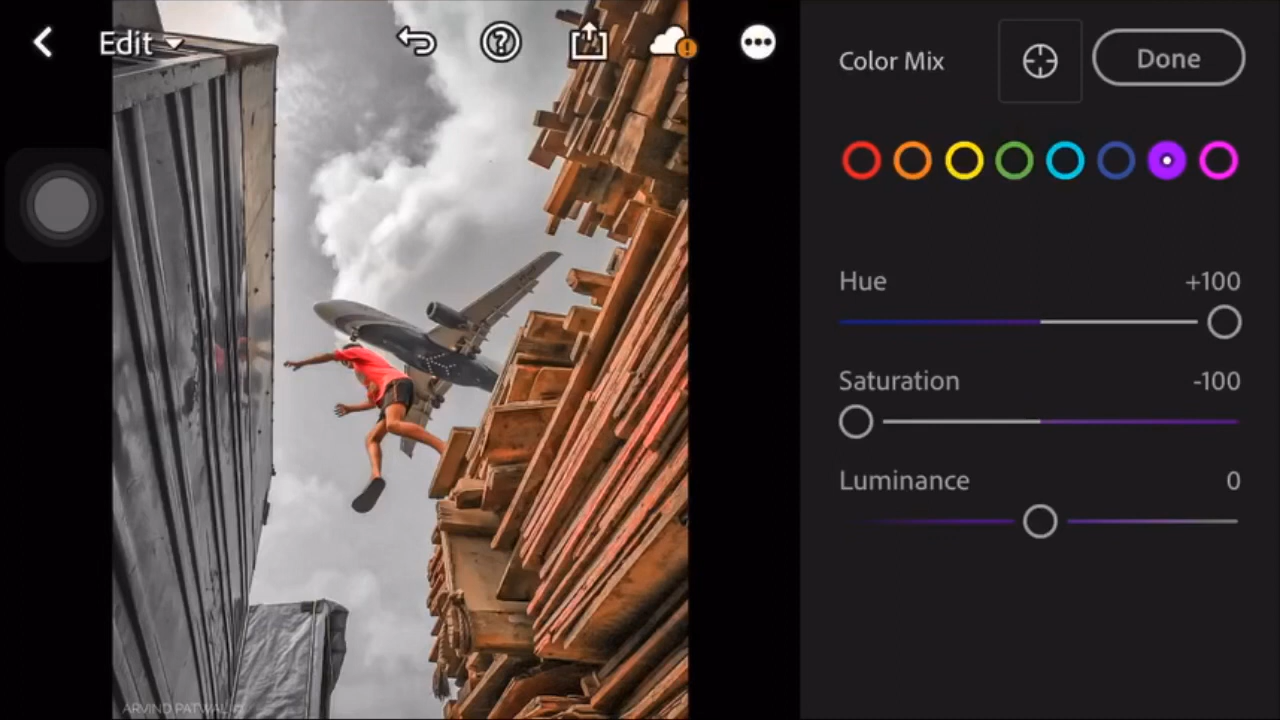 Edit
Color Mix
Done
Hue +100
Saturation -100
Luminance 0
ARVIND PATWAL